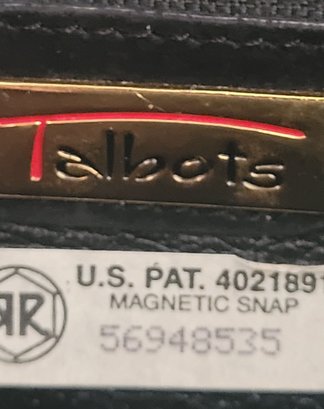 Talbots
U.S. PAT. 4021891
MAGNETIC SNAP
56948535